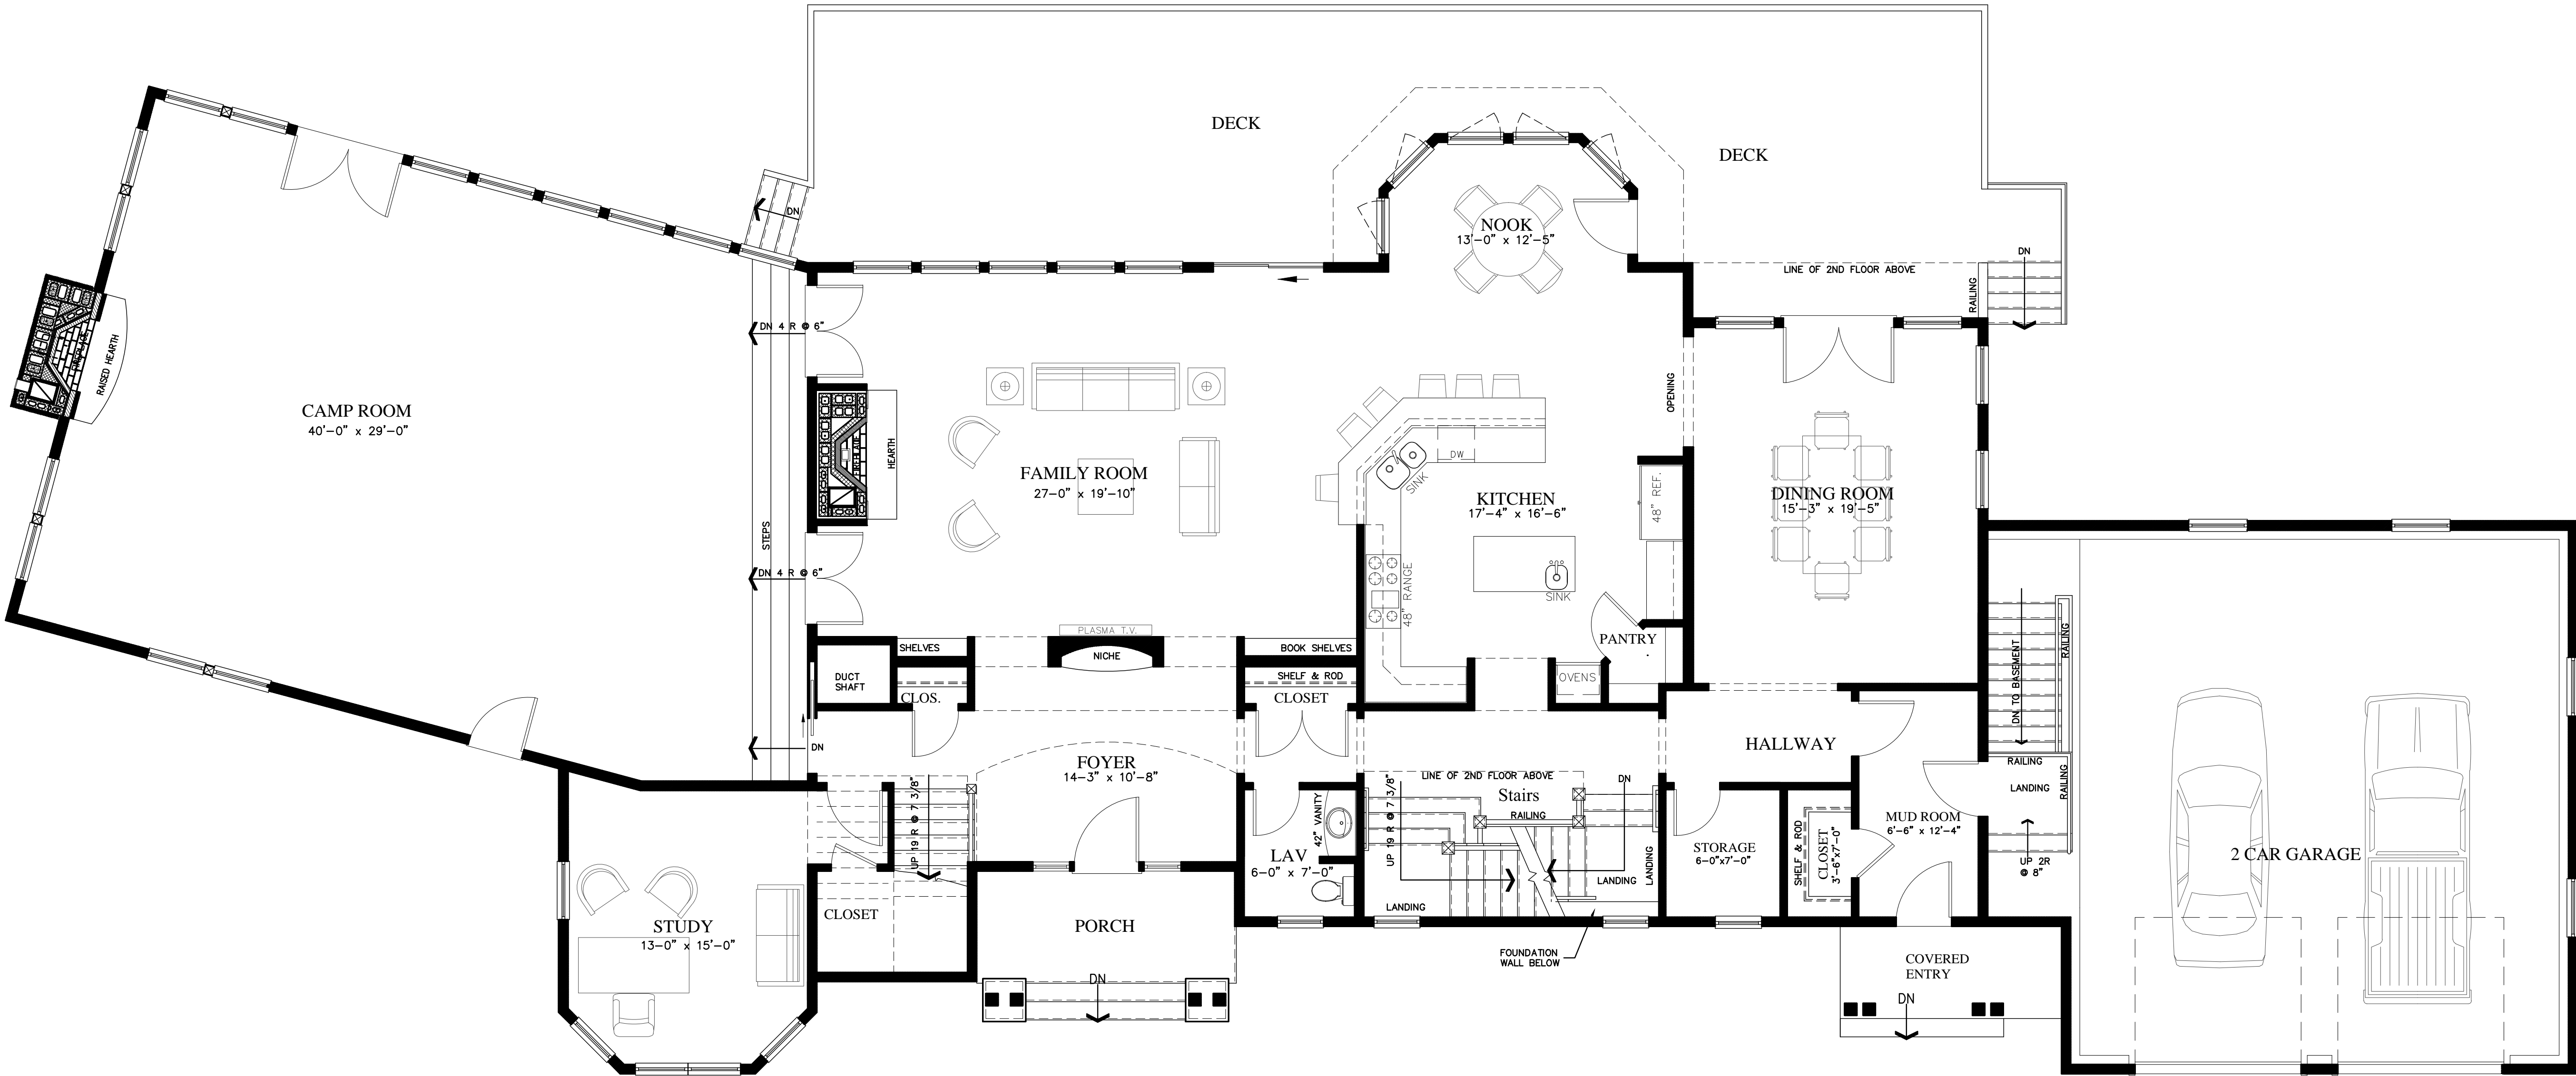 DECK
DECK
DN
NOOK
13'-0" x 12'-5"
LINE OF 2ND FLOOR ABOVE
RAILING
DN
DN 4 R @ 6"
RAISED HEARTH
FIREPLACE
CAMP ROOM
40'-0" x 29'-0"
STEPS
DN 4 R @ 6"
FIREPLACE
HEARTH
FAMILY ROOM
27-0" x 19'-10"
PLASMA T.V.
NICHE
SHELVES
BOOK SHELVES
OPENING
SINK
DW
KITCHEN
17'-4" x 16'-6"
48" REF.
48" RANGE
SINK
PANTRY
OVENS
DINING ROOM
15'-3" x 19'-5"
DUCT
SHAFT
CLOS.
SHELF & ROD
CLOSET
DN
FOYER
14-3" x 10'-8"
UP 19 R @ 7 3/8"
CLOSET
STUDY
13-0" x 15'-0"
PORCH
DN
42" VANITY
LAV
6-0" x 7'-0"
LINE OF 2ND FLOOR ABOVE
Stairs
DN
RAILING
UP 19 R @ 7 3/8"
LANDING
LANDING
LANDING
FOUNDATION
WALL BELOW
HALLWAY
STORAGE
6-0"x7'-0"
SHELF & ROD
CLOSET
3'-6"x7'-0"
MUD ROOM
6'-6" x 12'-4"
DN TO BASEMENT
RAILING
RAILING
RAILING
LANDING
UP 2R
@ 8"
2 CAR GARAGE
COVERED
ENTRY
DN